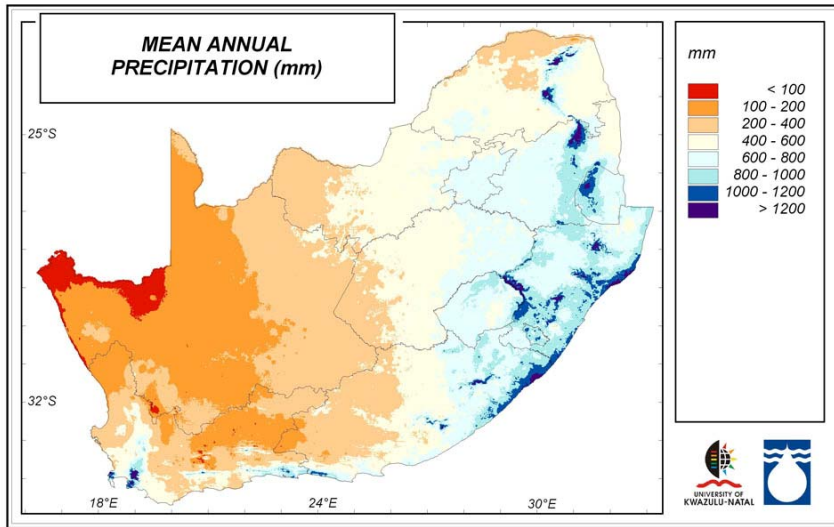 MEAN ANNUAL
PRECIPITATION (mm)
mm
< 100
100 - 200
200 - 400
400 - 600
600 - 800
800 - 1000
1000 - 1200
> 1200
25°S
32°S
18°E
24°E
30°E
UNIVERSITY OF
KWAZULU-NATAL